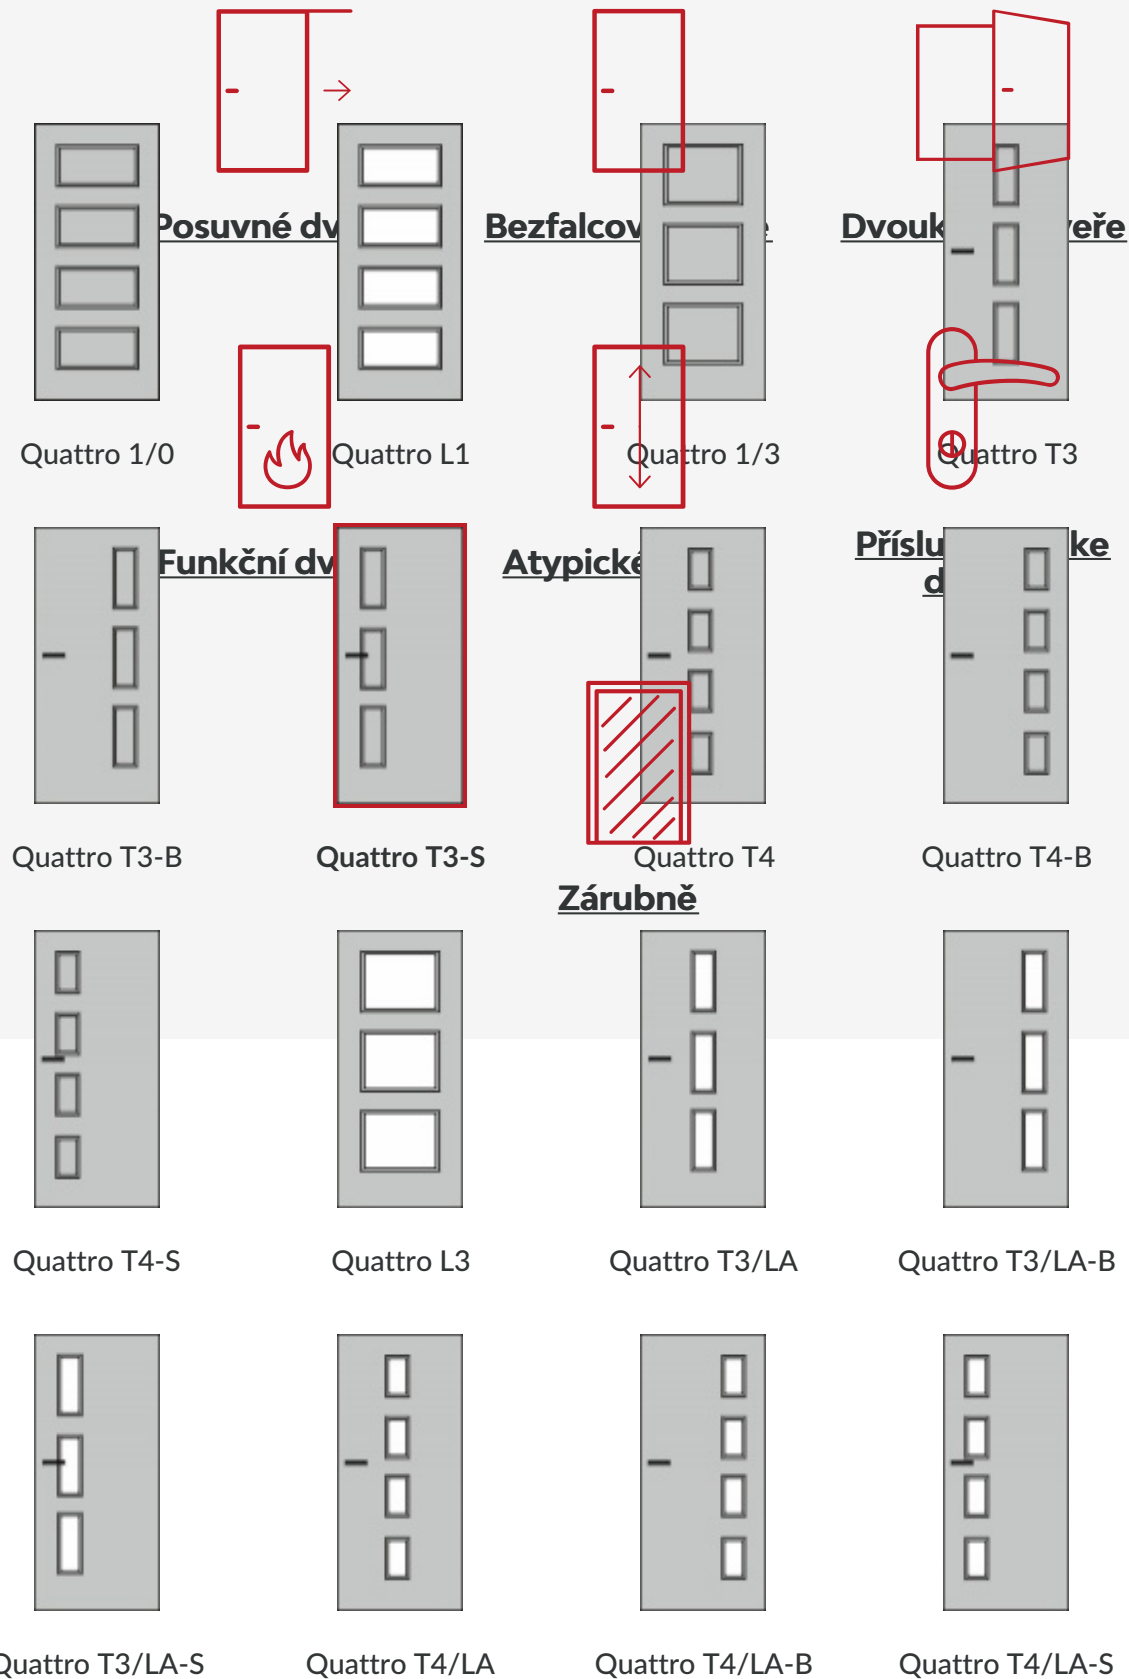 Posuvné dv
Bezfalcov
Dvouk veře
Quattro 1/0
Quattro L1
Quattro 1/3
Quattro T3
Funkční dv
Atypické
Příslu ke
d
Quattro T3-B
Quattro T3-S
Quattro T4
Quattro T4-B
Zárubně
Quattro T4-S
Quattro L3
Quattro T3/LA
Quattro T3/LA-B
Quattro T3/LA-S
Quattro T4/LA
Quattro T4/LA-B
Quattro T4/LA-S